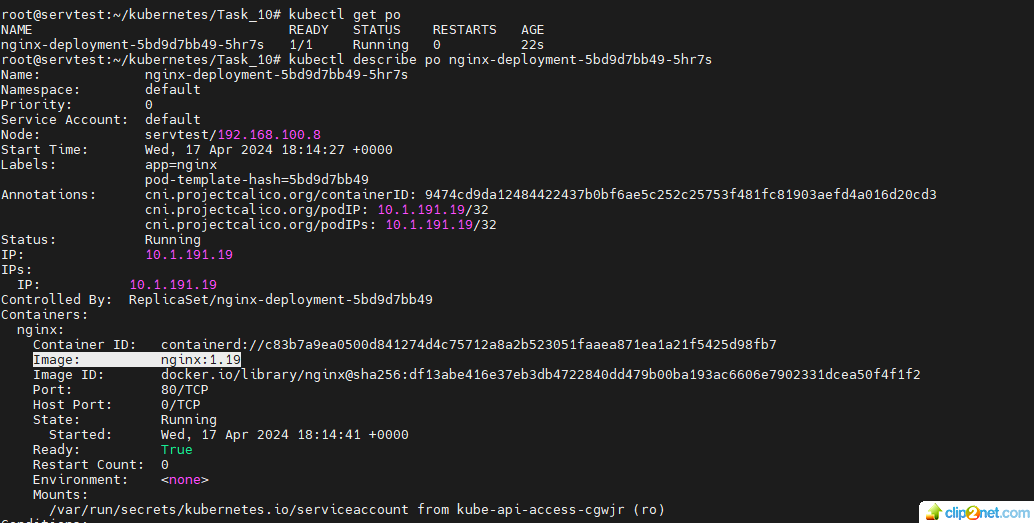 root@servtest:~/kubernetes/Task_10# kubectl get po
NAME                                READY   STATUS    RESTARTS   AGE
nginx-deployment-5bd9d7bb49-5hr7s   1/1     Running   0          22s
root@servtest:~/kubernetes/Task_10# kubectl describe po nginx-deployment-5bd9d7bb49-5hr7s
Name:             nginx-deployment-5bd9d7bb49-5hr7s
Namespace:        default
Priority:         0
Service Account:  default
Node:             servtest/192.168.100.8
Start Time:       Wed, 17 Apr 2024 18:14:27 +0000
Labels:           app=nginx
                  pod-template-hash=5bd9d7bb49
Annotations:      cni.projectcalico.org/containerID: 9474cd9da12484422437b0bf6ae5c252c25753f481fc81903aefd4a016d20cd3
                  cni.projectcalico.org/podIP: 10.1.191.19/32
                  cni.projectcalico.org/podIPs: 10.1.191.19/32
Status:           Running
IP:               10.1.191.19
IPs:
  IP:           10.1.191.19
Controlled By:  ReplicaSet/nginx-deployment-5bd9d7bb49
Containers:
  nginx:
    Container ID:   containerd://c83b7a9ea0500d841274d4c75712a8a2b523051faaea871ea1a21f5425d98fb7
    Image:          nginx:1.19
    Image ID:       docker.io/library/nginx@sha256:df13abe416e37eb3db4722840dd479b00ba193ac6606e7902331dcea50f4f1f2
    Port:           80/TCP
    Host Port:      0/TCP
    State:          Running
      Started:      Wed, 17 Apr 2024 18:14:41 +0000
    Ready:          True
    Restart Count:  0
    Environment:    <none>
    Mounts:
      /var/run/secrets/kubernetes.io/serviceaccount from kube-api-access-cgwjr (ro)
Conditions:
clip2net.com